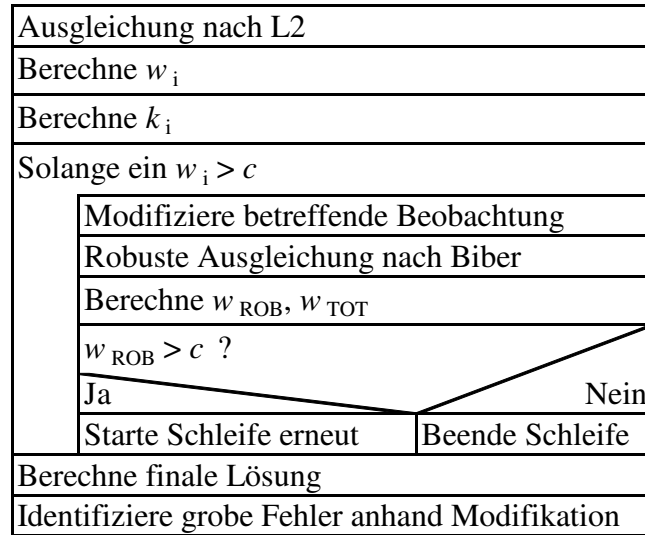 Ausgleichung nach L2
Berechne w i
Berechne k i
Solange ein w i > c
Modifiziere betreffende Beobachtung
Robuste Ausgleichung nach Biber
Berechne w ROB, w TOT
w ROB > c ?
Ja Nein
Starte Schleife erneut Beende Schleife
Berechne finale Lösung
Identifiziere grobe Fehler anhand Modifikation